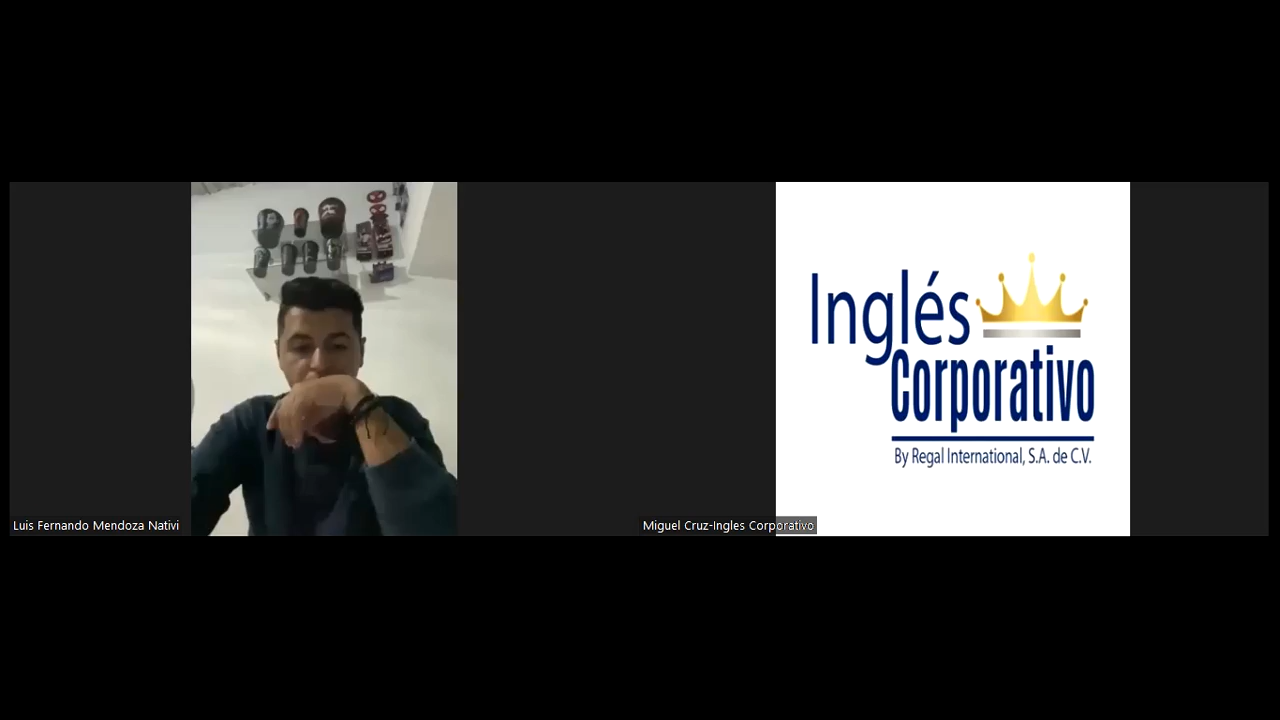 Inglés
Corporativo
By Regal International, S.A. de C.V.
Luis Fernando Mendoza Nativi
Miguel Cruz-Ingles Corporativo